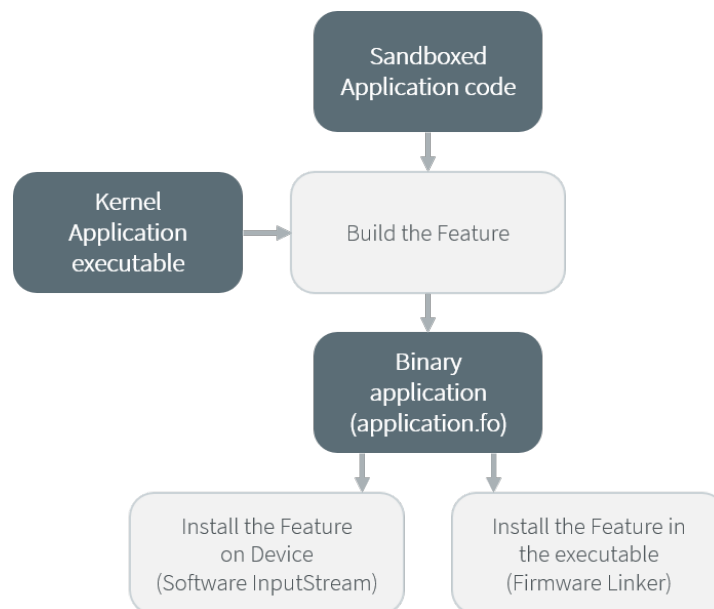 Sandboxed
Application code
Kernel
Application
executable
Build the Feature
Binary
application
(application.fo)
Install the Feature
on Device
(Software InputStream)
Install the Feature in
the executable
(Firmware Linker)